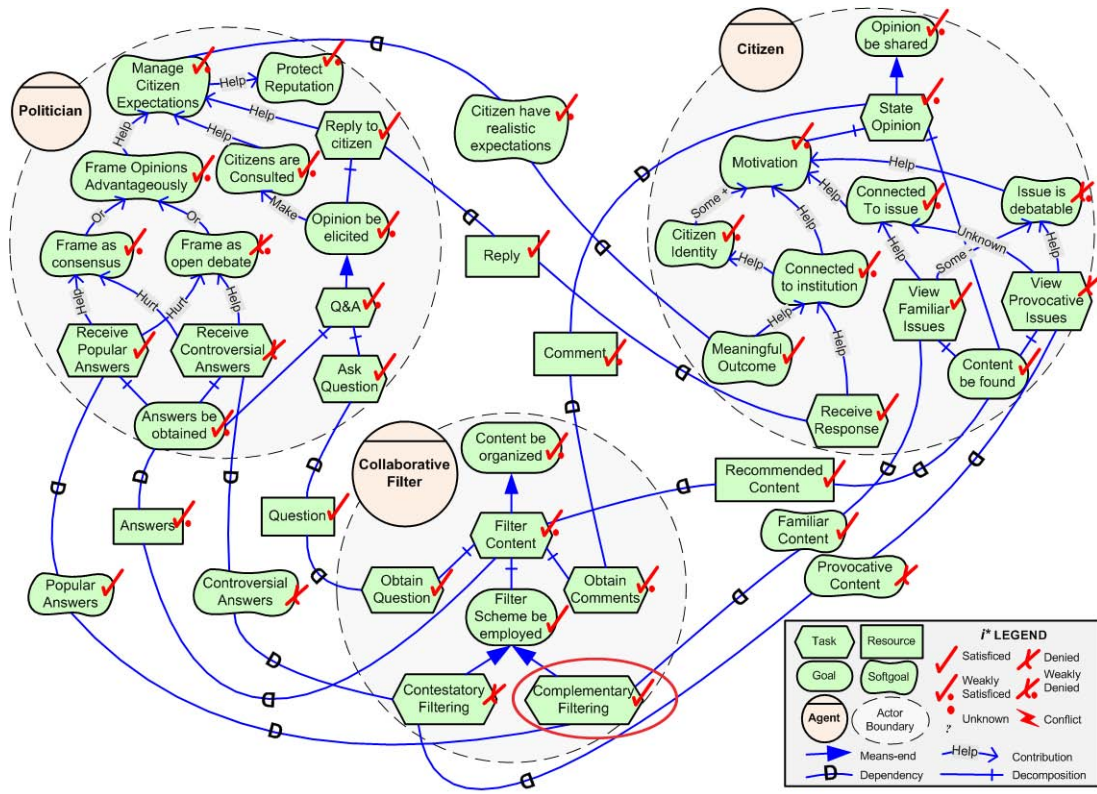 Politician
Manage
Citizen
Expectations
Help
Protect
Reputation
Help
Help
Help
Reply to
citizen
Frame Opinions
Advantageously
Citizens are
Consulted
Or
Or
Make
Opinion be
elicited
Frame as
consensus
Frame as
open debate
Help
Hurt
Hurt
Help
Q&A
Receive
Popular
Answers
Receive
Controversial
Answers
Ask
Question
Answers be
obtained
D
Citizen have
realistic
expectations
D
D
Reply
D
D
Comment
D
Citizen
Opinion
be shared
State
Opinion
Motivation
Help
Some +
Help
Connected
To issue
Issue is
debatable
Citizen
Identity
Help
Help
Unknown
Some -
Help
Help
Connected
to institution
View
Familiar
Issues
View
Provocative
Issues
Help
Help
Meaningful
Outcome
Content
be found
Receive
Response
Collaborative
Filter
Content be
organized
Filter
Content
Obtain
Question
Filter
Scheme be
employed
Obtain
Comments
Contestatory
Filtering
Complementary
Filtering
D
D
D
D
Answers
Question
Popular
Answers
Controversial
Answers
D
D
D
D
Recommended
Content
D
D
D
Familiar
Content
Provocative
Content
D
D
i* LEGEND
Task
Resource
Goal
Softgoal
Agent
Actor
Boundary
Satisficed
Denied
Weakly
Satisficed
Weakly
Denied
Unknown
?
Conflict
Means-end
Help
Contribution
D
Dependency
Decomposition